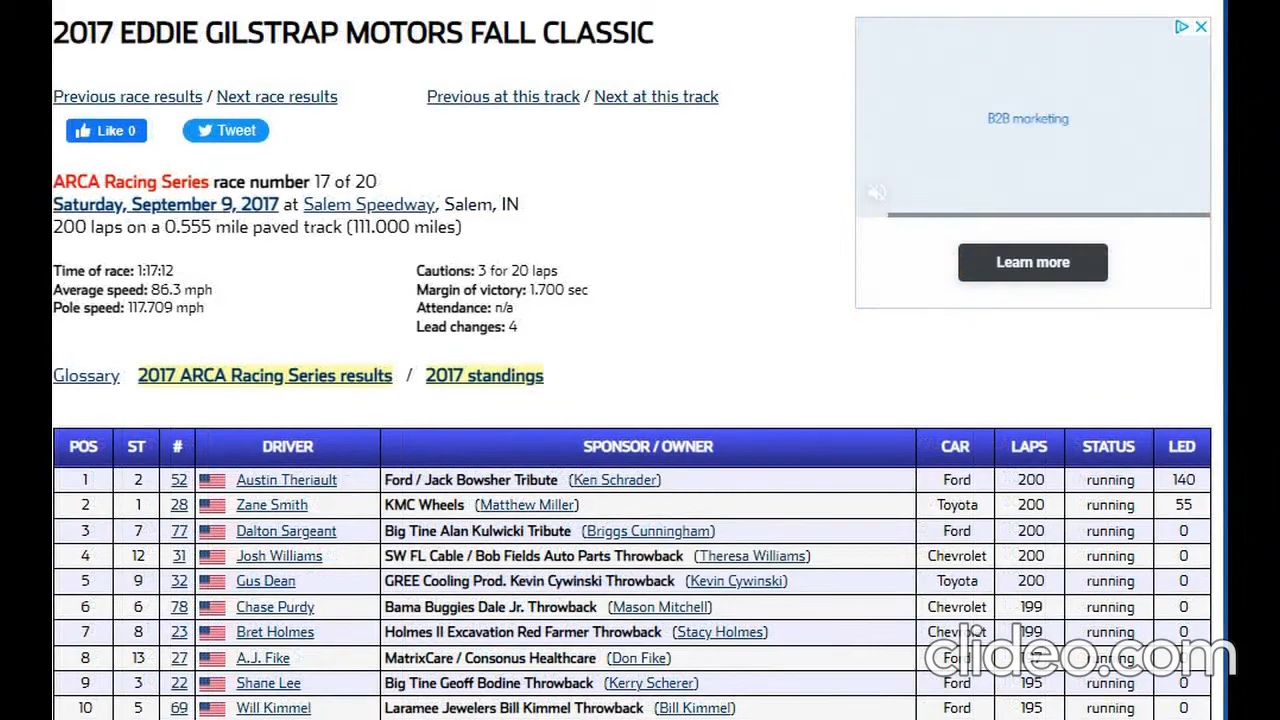 2017 EDDIE GILSTRAP MOTORS FALL CLASSIC
Previous race results / Next race results
Previous at this track / Next at this track
Like 0
Tweet
B2B marketing
Learn more
ARCA Racing Series race number 17 of 20
Saturday, September 9, 2017 at Salem Speedway, Salem, IN
200 laps on a 0.555 mile paved track (111.000 miles)
Time of race: 1:17:12
Average speed: 86.3 mph
Pole speed: 117.709 mph
Cautions: 3 for 20 laps
Margin of victory: 1.700 sec
Attendance: n/a
Lead changes: 4
Glossary 2017 ARCA Racing Series results / 2017 standings
POS ST # DRIVER SPONSOR / OWNER CAR LAPS STATUS LED
1 2 52 Austin Theriault Ford / Jack Bowsher Tribute (Ken Schrader) Ford 200 running 140
2 1 28 Zane Smith KMC Wheels (Matthew Miller) Toyota 200 running 55
3 7 77 Dalton Sargeant Big Tine Alan Kulwicki Tribute (Briggs Cunningham) Ford 200 running 0
4 12 31 Josh Williams SW FL Cable / Bob Fields Auto Parts Throwback (Theresa Williams) Chevrolet 200 running 0
5 9 32 Gus Dean GREE Cooling Prod. Kevin Cywinski Throwback (Kevin Cywinski) Toyota 200 running 0
6 6 78 Chase Purdy Bama Buggies Dale Jr. Throwback (Mason Mitchell) Chevrolet 199 running 0
7 8 23 Bret Holmes Holmes II Excavation Red Farmer Throwback (Stacy Holmes) Chevrolet 199 running 0
8 13 27 A.J. Fike MatrixCare / Consonus Healthcare (Don Fike) Ford running 0
9 3 22 Shane Lee Big Tine Geoff Bodine Throwback (Kerry Scherer) Ford 195 running 0
10 5 69 Will Kimmel Laramee Jewelers Bill Kimmel Throwback (Bill Kimmel) Ford 195 running 0
clideo.com